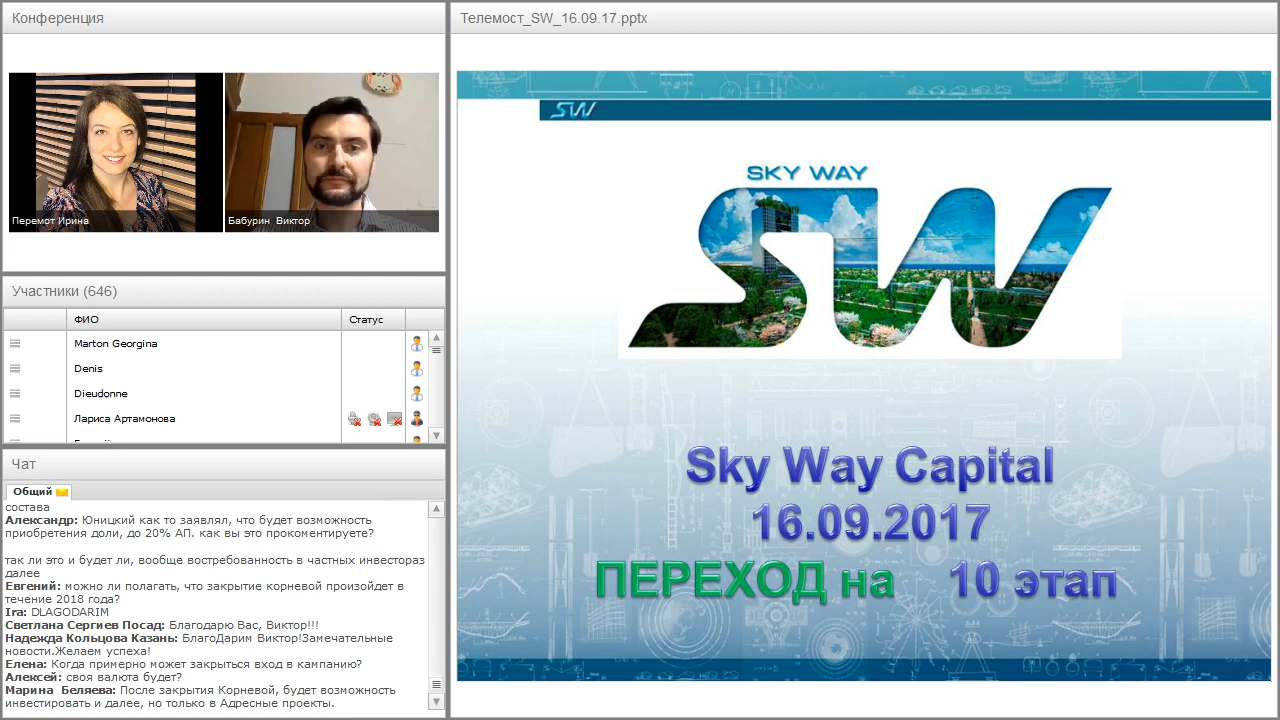 Конференция
Перемот Ирина
Бабурин Виктор
Участники (646)
ФИО
Статус
Marton Georgina
Denis
Dieudonne
Лариса Артамонова
Чат
Общий
состава
Александр: Юницкий как то заявлял, что будет возможность
приобретения доли, до 20% АП. как вы это прокоментируете?
так ли это и будет ли, вообще востребованность в частных инвесторах
далее
Евгений: можно ли полагать, что закрытие корневой произойдет в
течение 2018 года?
Ira: DLAGODARIM
Светлана Сергиев Посад: Благодарю Вас, Виктор!!!
Надежда Кольцова Казань: БлагоДарим Виктор!Замечательные
новости.Желаем успеха!
Елена: Когда примерно может закрыться вход в кампанию?
Алексей: своя валюта будет?
Марина Беляева: После закрытия Корневой, будет возможность
инвестировать и далее, но только в Адресные проекты.
Телемост_SW_16.09.17.pptx
SW
SKY WAY
SW
Sky Way Capital
16.09.2017
ПЕРЕХОД на 10 этап